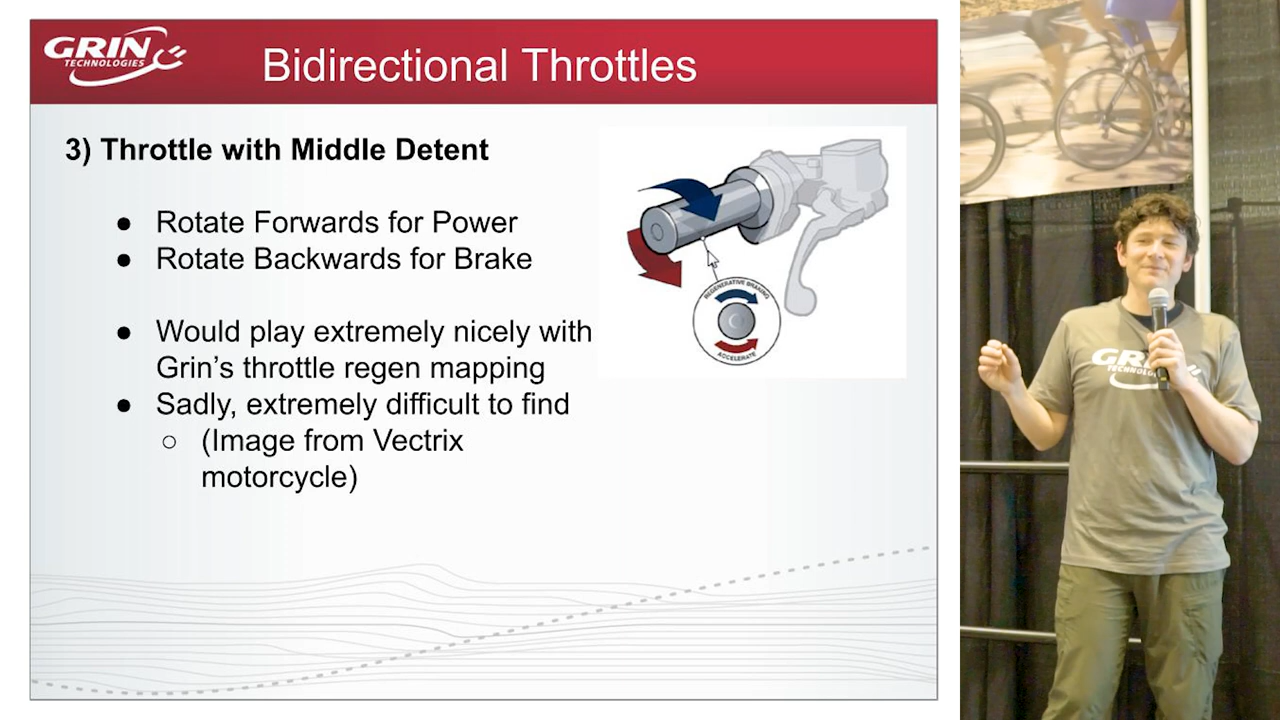 GRIN
TECHNOLOGIES
Bidirectional Throttles
3) Throttle with Middle Detent
● Rotate Forwards for Power
● Rotate Backwards for Brake
● Would play extremely nicely with
Grin's throttle regen mapping
● Sadly, extremely difficult to find
○ (Image from Vectrix
motorcycle)
REGENERATIVE BRAKING
ACCELERATE
GRIN
TECHNOLOGIES